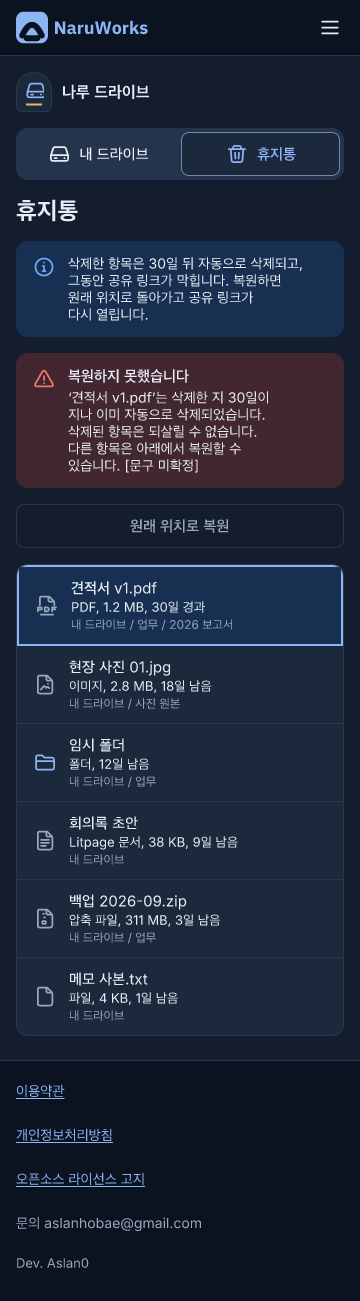 NaruWorks
나루 드라이브
내 드라이브
휴지통
휴지통
삭제한 항목은 30일 뒤 자동으로 삭제되고,
그동안 공유 링크가 막힙니다. 복원하면
원래 위치로 돌아가고 공유 링크가
다시 열립니다.
복원하지 못했습니다
‘견적서 v1.pdf’는 삭제한 지 30일이
지나 이미 자동으로 삭제되었습니다.
삭제된 항목은 되살릴 수 없습니다.
다른 항목은 아래에서 복원할 수
있습니다. [문구 미확정]
원래 위치로 복원
PDF
견적서 v1.pdf
PDF, 1.2 MB, 30일 경과
내 드라이브 / 업무 / 2026 보고서
현장 사진 01.jpg
이미지, 2.8 MB, 18일 남음
내 드라이브 / 사진 원본
임시 폴더
폴더, 12일 남음
내 드라이브 / 업무
회의록 초안
Litpage 문서, 38 KB, 9일 남음
내 드라이브
백업 2026-09.zip
압축 파일, 311 MB, 3일 남음
내 드라이브 / 업무
메모 사본.txt
파일, 4 KB, 1일 남음
내 드라이브
이용약관
개인정보처리방침
오픈소스 라이선스 고지
문의 aslanhobae@gmail.com
Dev. Aslan0